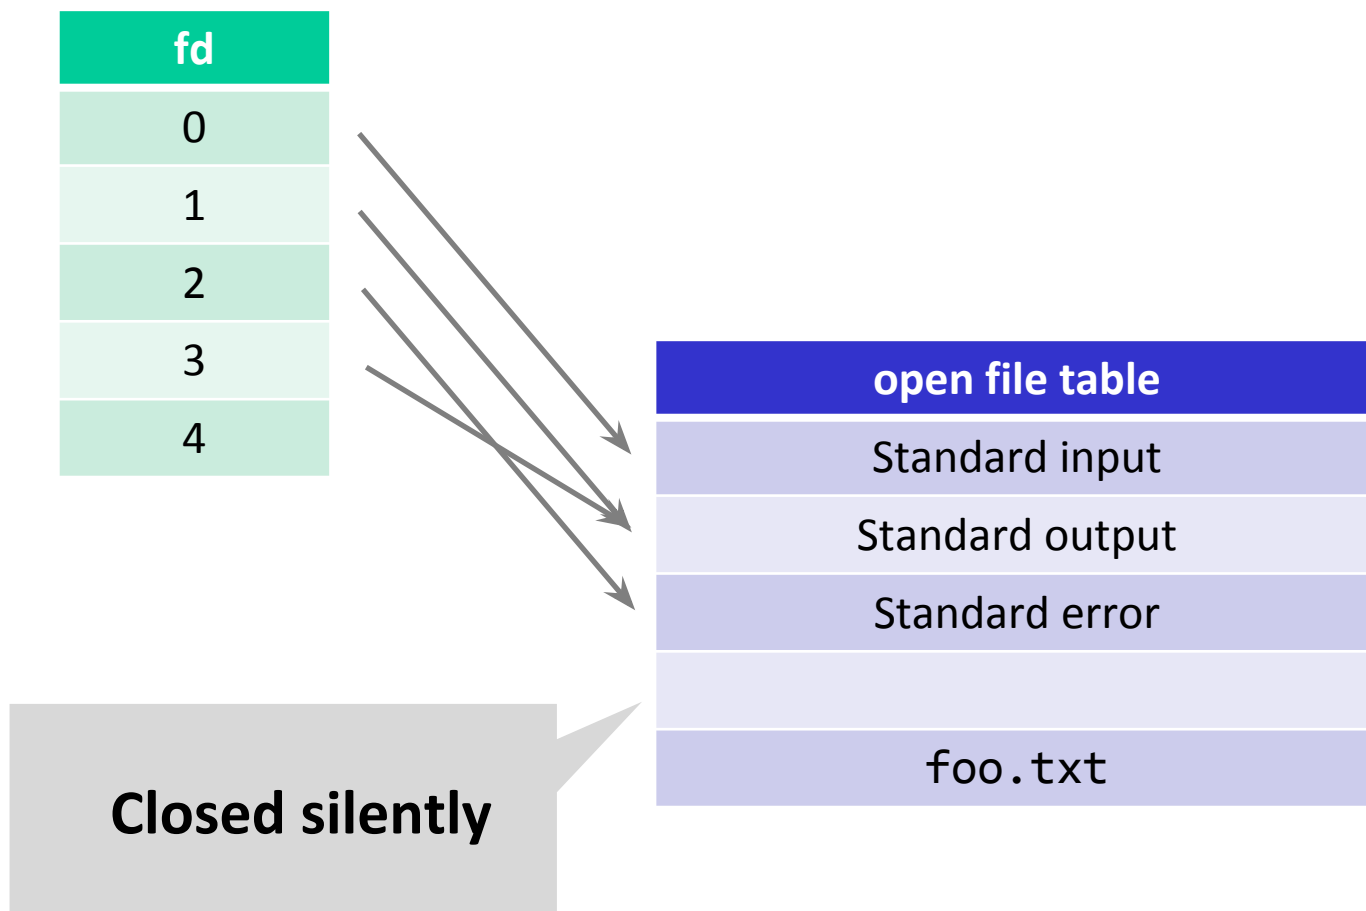 fd
0
1
2
3
4
open file table
Standard input
Standard output
Standard error
foo.txt
Closed silently